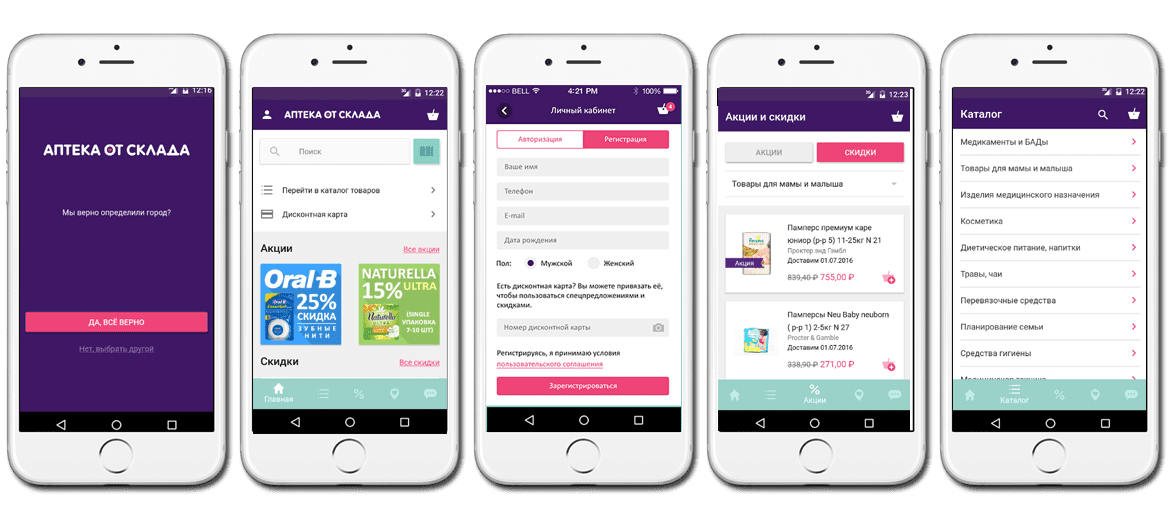 12:16
АПТЕКА ОТ СКЛАДА
Мы верно определили город?
ДА, ВСЁ ВЕРНО
Нет, выбрать другой
12:22
АПТЕКА ОТ СКЛАДА
Поиск
Перейти в каталог товаров
Дисконтная карта
Акции
Все акции
Oral-B
25%
СКИДКА
ЗУБНЫЕ
НИТИ
NATURELLA
ULTRA
15%
Naturella
(SINGLE
УПАКОВКА
7-10 ШТ)
Скидки
Все скидки
Главная
BELL
4:21 PM
100%
Личный кабинет
4
Авторизация
Регистрация
Ваше имя
Телефон
E-mail
Дата рождения
Пол:
Мужской
Женский
Есть дисконтная карта? Вы можете привязать её,
чтобы пользоваться спецпредложениями и
скидками.
Номер дисконтной карты
Регистрируясь, я принимаю условия
пользовательского соглашения
Зарегистрироваться
12:23
Акции и скидки
АКЦИИ
СКИДКИ
Товары для мамы и малыша
Акция
Памперс премиум каре
юниор (р-р 5) 11-25кг N 21
Проктер энд Гэмбл
Доставим 01.07.2016
839,40 ₽ 755,00 ₽
Памперсы Neu Baby neuborn
( р-р 1) 2-5кг N 27
Procter & Gamble
Доставим 01.07.2016
338,90 ₽ 271,00 ₽
Акции
12:22
Каталог
Медикаменты и БАДы
Товары для мамы и малыша
Изделия медицинского назначения
Косметика
Диетическое питание, напитки
Травы, чаи
Перевязочные средства
Планирование семьи
Средства гигиены
Медицинская техника
Каталог